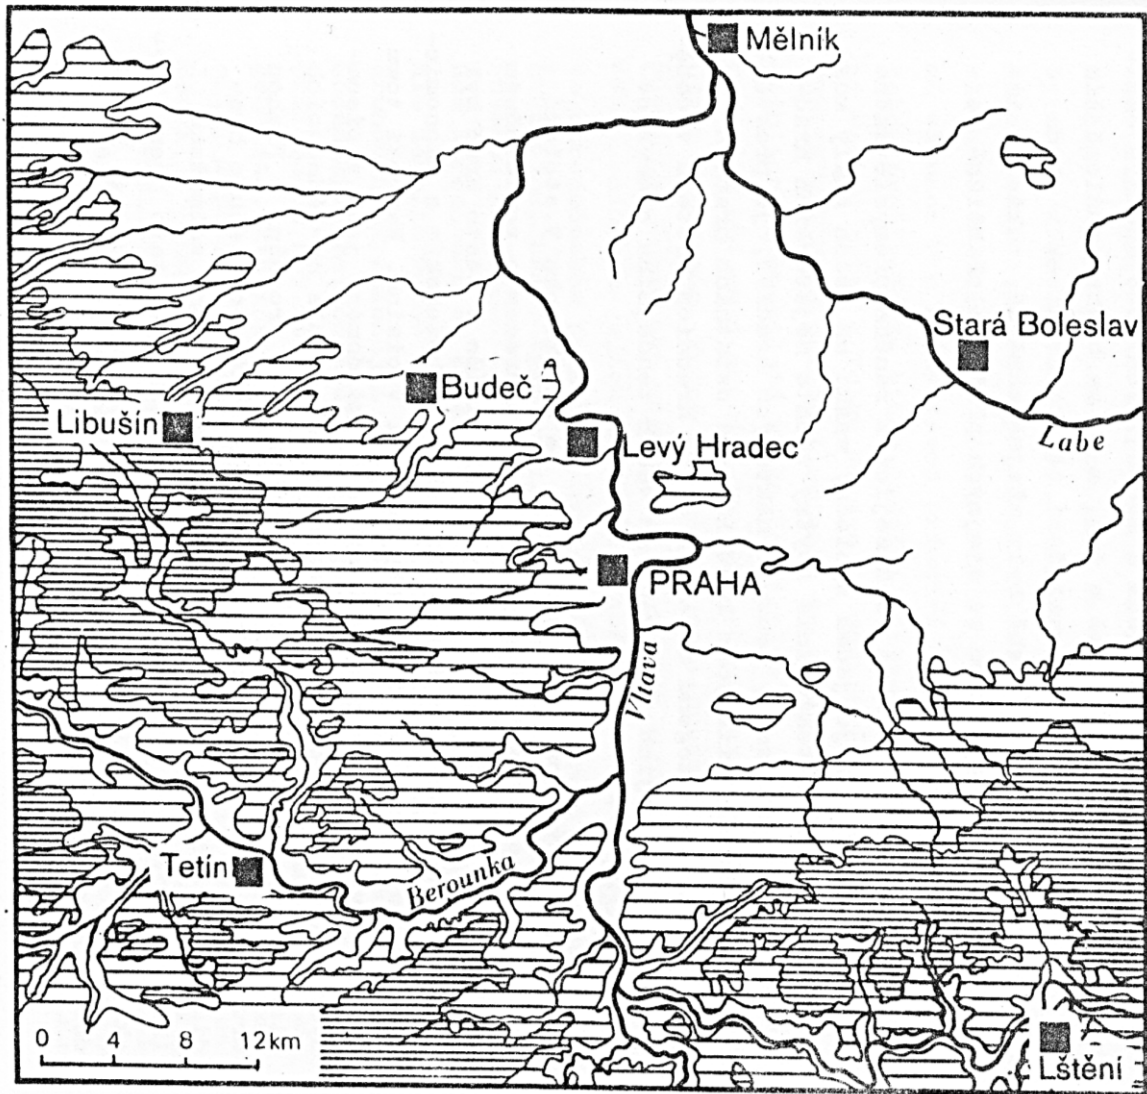 Mělník
Stará Boleslav
Budeč
Libušín
Labe
Levý Hradec
PRAHA
Vltava
Tetín
Berounka
0 4 8 12km
Lštění